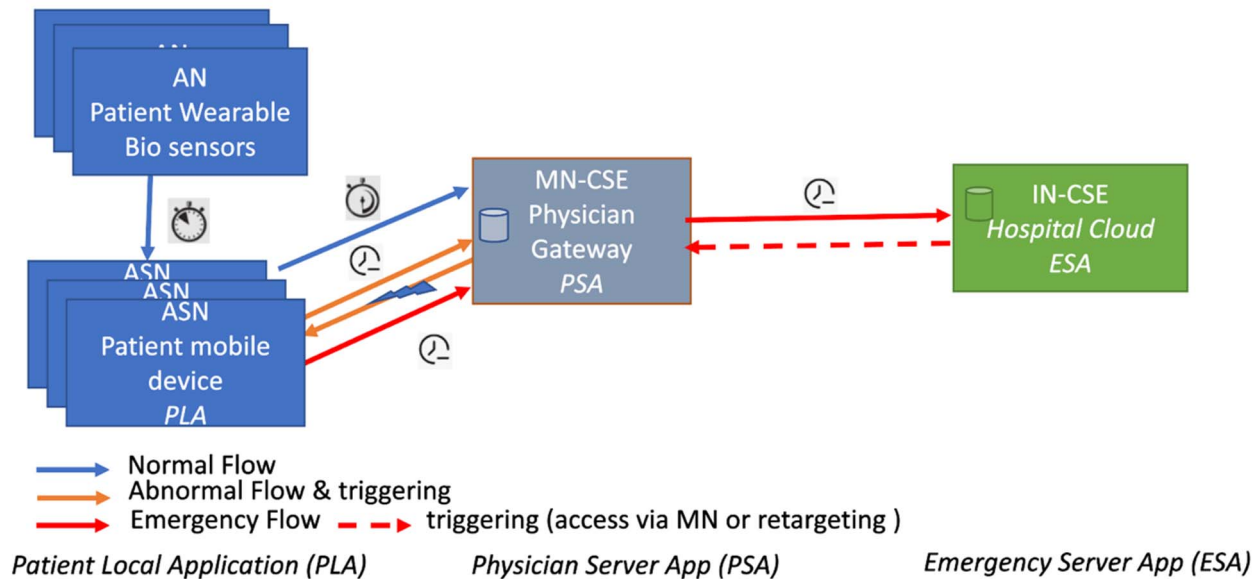 AN
AN
Patient Wearable
Bio sensors
MN-CSE
Physician
Gateway
PSA
IN-CSE
Hospital Cloud
ESA
ASN
ASN
ASN
Patient mobile
device
PLA
Normal Flow
Abnormal Flow & triggering
Emergency Flow triggering (access via MN or retargeting )
Patient Local Application (PLA) Physician Server App (PSA) Emergency Server App (ESA)